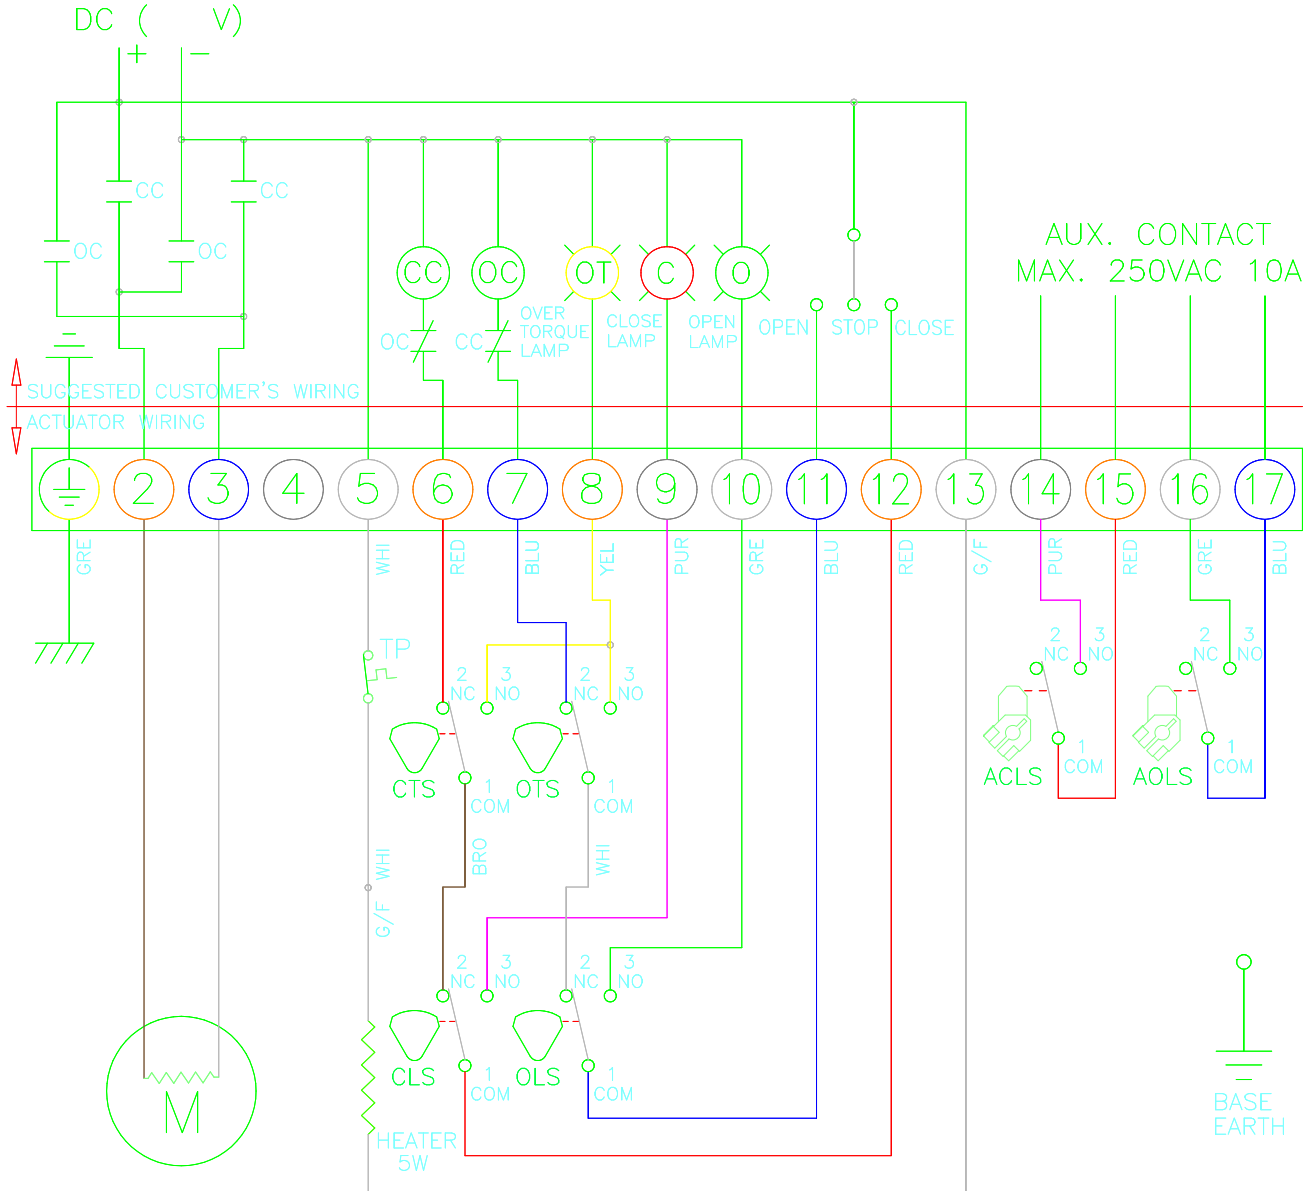 DC (    V)
+ −
CC CC
OC OC
AUX. CONTACT
MAX. 250VAC 10A
CC OC OT C O
OC CC
OVER
TORQUE
LAMP
CLOSE
LAMP
OPEN
LAMP
OPEN STOP CLOSE
SUGGESTED CUSTOMER'S WIRING
ACTUATOR WIRING
2 3 4 5 6 7 8 9 10 11 12 13 14 15 16 17
GRE WHI RED BLU YEL PUR GRE BLU RED G/F PUR RED GRE BLU
TP
2 3 2 3 2 3 2 3
NC NO NC NO NC NO NC NO
CTS OTS ACLS AOLS
1 1 1 1
COM COM COM COM
WHI BRO WHI
G/F
2 3 2 3
NC NO NC NO
CLS OLS
1 1
COM COM
M
HEATER
5W
BASE
EARTH